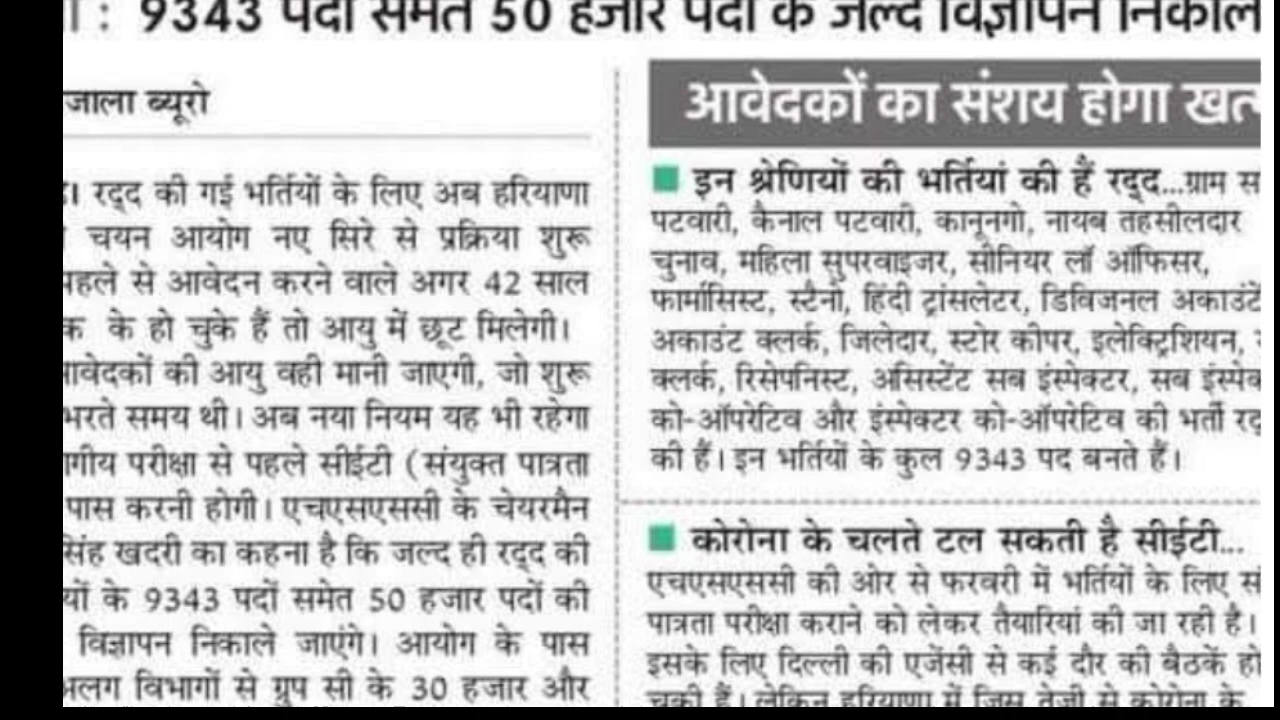 : 9343 पदों समेत 50 हजार पदों के जल्द विज्ञापन निकाले
जाला ब्यूरो
रद्द की गई भर्तियों के लिए अब हरियाणा
चयन आयोग नए सिरे से प्रक्रिया शुरू
पहले से आवेदन करने वाले अगर 42 साल
क के हो चुके हैं तो आयु में छूट मिलेगी।
आवेदकों की आयु वही मानी जाएगी, जो शुरू
भरते समय थी। अब नया नियम यह भी रहेगा
गीय परीक्षा से पहले सीईटी (संयुक्त पात्रता
पास करनी होगी। एचएसएससी के चेयरमैन
सिंह खदरी का कहना है कि जल्द ही रद्द की
यों के 9343 पदों समेत 50 हजार पदों की
विज्ञापन निकाले जाएंगे। आयोग के पास
अलग विभागों से ग्रुप सी के 30 हजार और
आवेदकों का संशय होगा खत्म
इन श्रेणियों की भर्तियां की हैं रद्द...ग्राम स
पटवारी, कैनाल पटवारी, कानूनगो, नायब तहसीलदार
चुनाव, महिला सुपरवाइजर, सीनियर लॉ ऑफिसर,
फार्मासिस्ट, स्टैनो, हिंदी ट्रांसलेटर, डिविजनल अकाउंटें
अकाउंट क्लर्क, जिलेदार, स्टोर कीपर, इलेक्ट्रिशियन,
क्लर्क, रिसेपनिस्ट, असिस्टेंट सब इंस्पेक्टर, सब इंस्पेक
को-ऑपरेटिव और इंस्पेक्टर को-ऑपरेटिव की भर्ती रद्
की हैं। इन भर्तियों के कुल 9343 पद बनते हैं।
कोरोना के चलते टल सकती है सीईटी...
एचएसएससी की ओर से फरवरी में भर्तियों के लिए सं
पात्रता परीक्षा कराने को लेकर तैयारियां की जा रही है।
इसके लिए दिल्ली की एजेंसी से कई दौर की बैठकें हो
चुकी हैं। लेकिन हरियाणा में जिस तेजी से कोरोना के